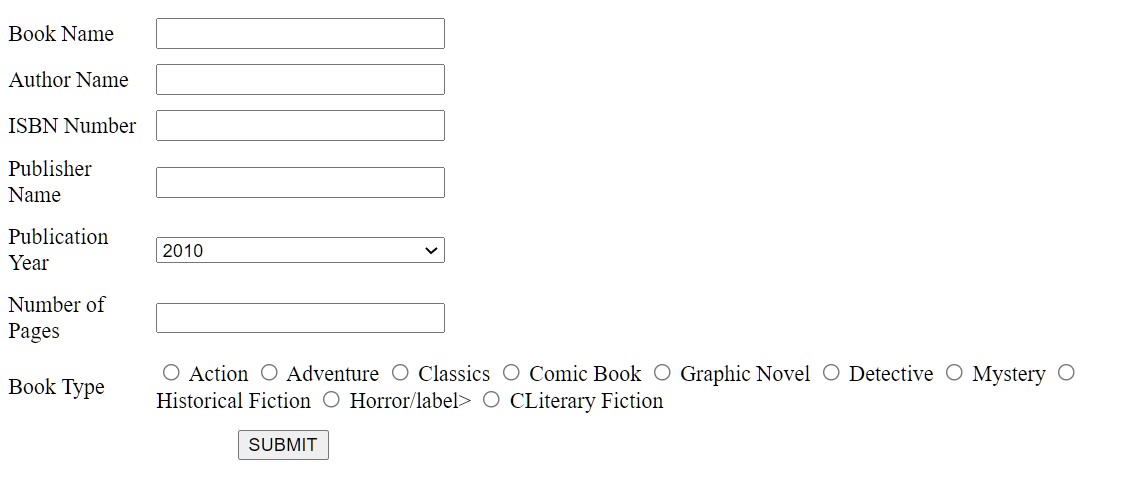 Book Name
Author Name
ISBN Number
Publisher
Name
Publication
Year
2010
Number of
Pages
Book Type
Action Adventure Classics Comic Book Graphic Novel Detective Mystery
Historical Fiction Horror/label> CLiterary Fiction
SUBMIT